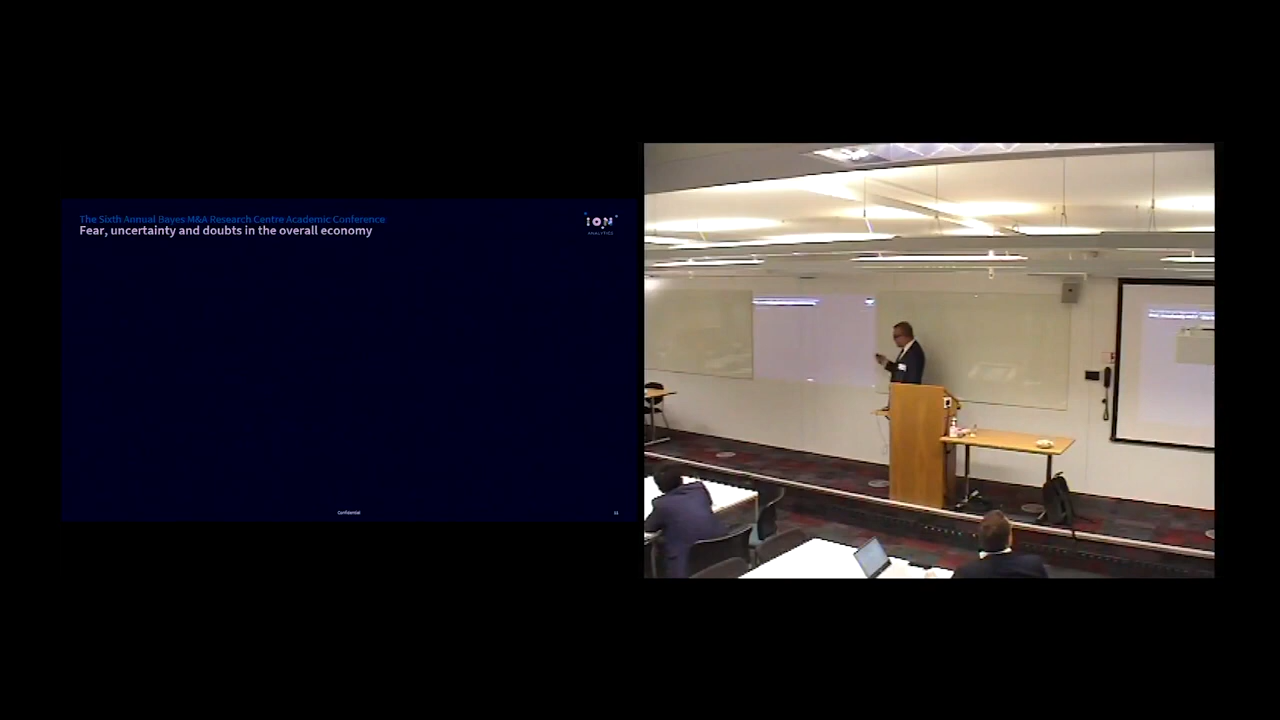 The Sixth Annual Bayes M&A Research Centre Academic Conference
Fear, uncertainty and doubts in the overall economy
ION
ANALYTICS
Confidential